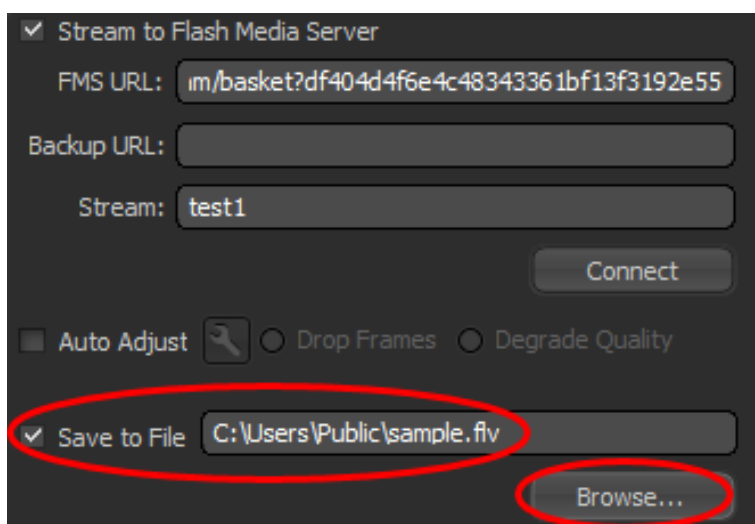 Stream to Flash Media Server
FMS URL: m/basket?df404d4f6e4c48343361bf13f3192e55
Backup URL:
Stream: test1
Connect
Auto Adjust Drop Frames Degrade Quality
Save to File C:\Users\Public\sample.flv
Browse...